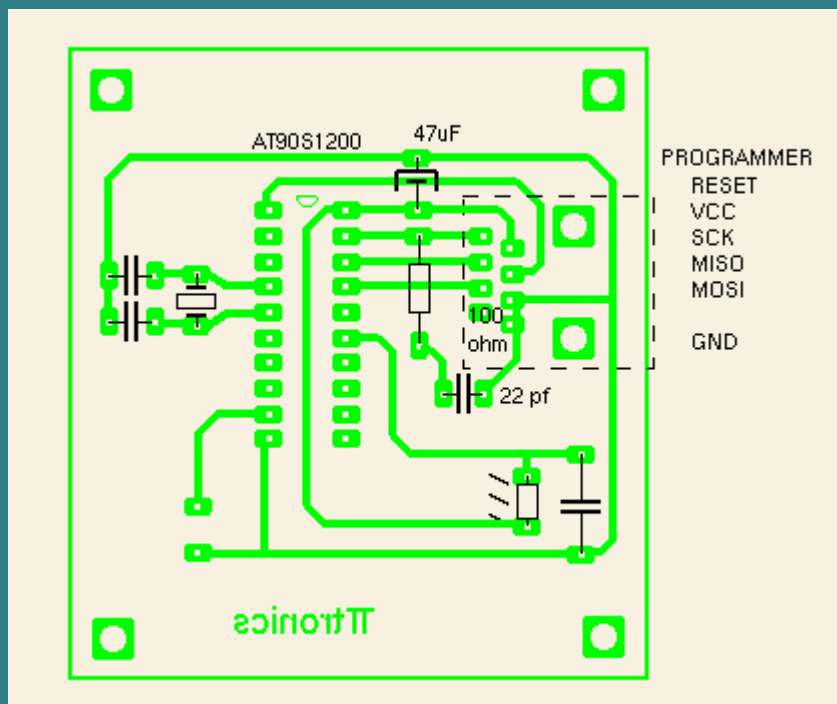 47uF
AT90S1200
PROGRAMMER
RESET
VCC
SCK
MISO
MOSI
100
ohm
GND
22 pf
TTtronics